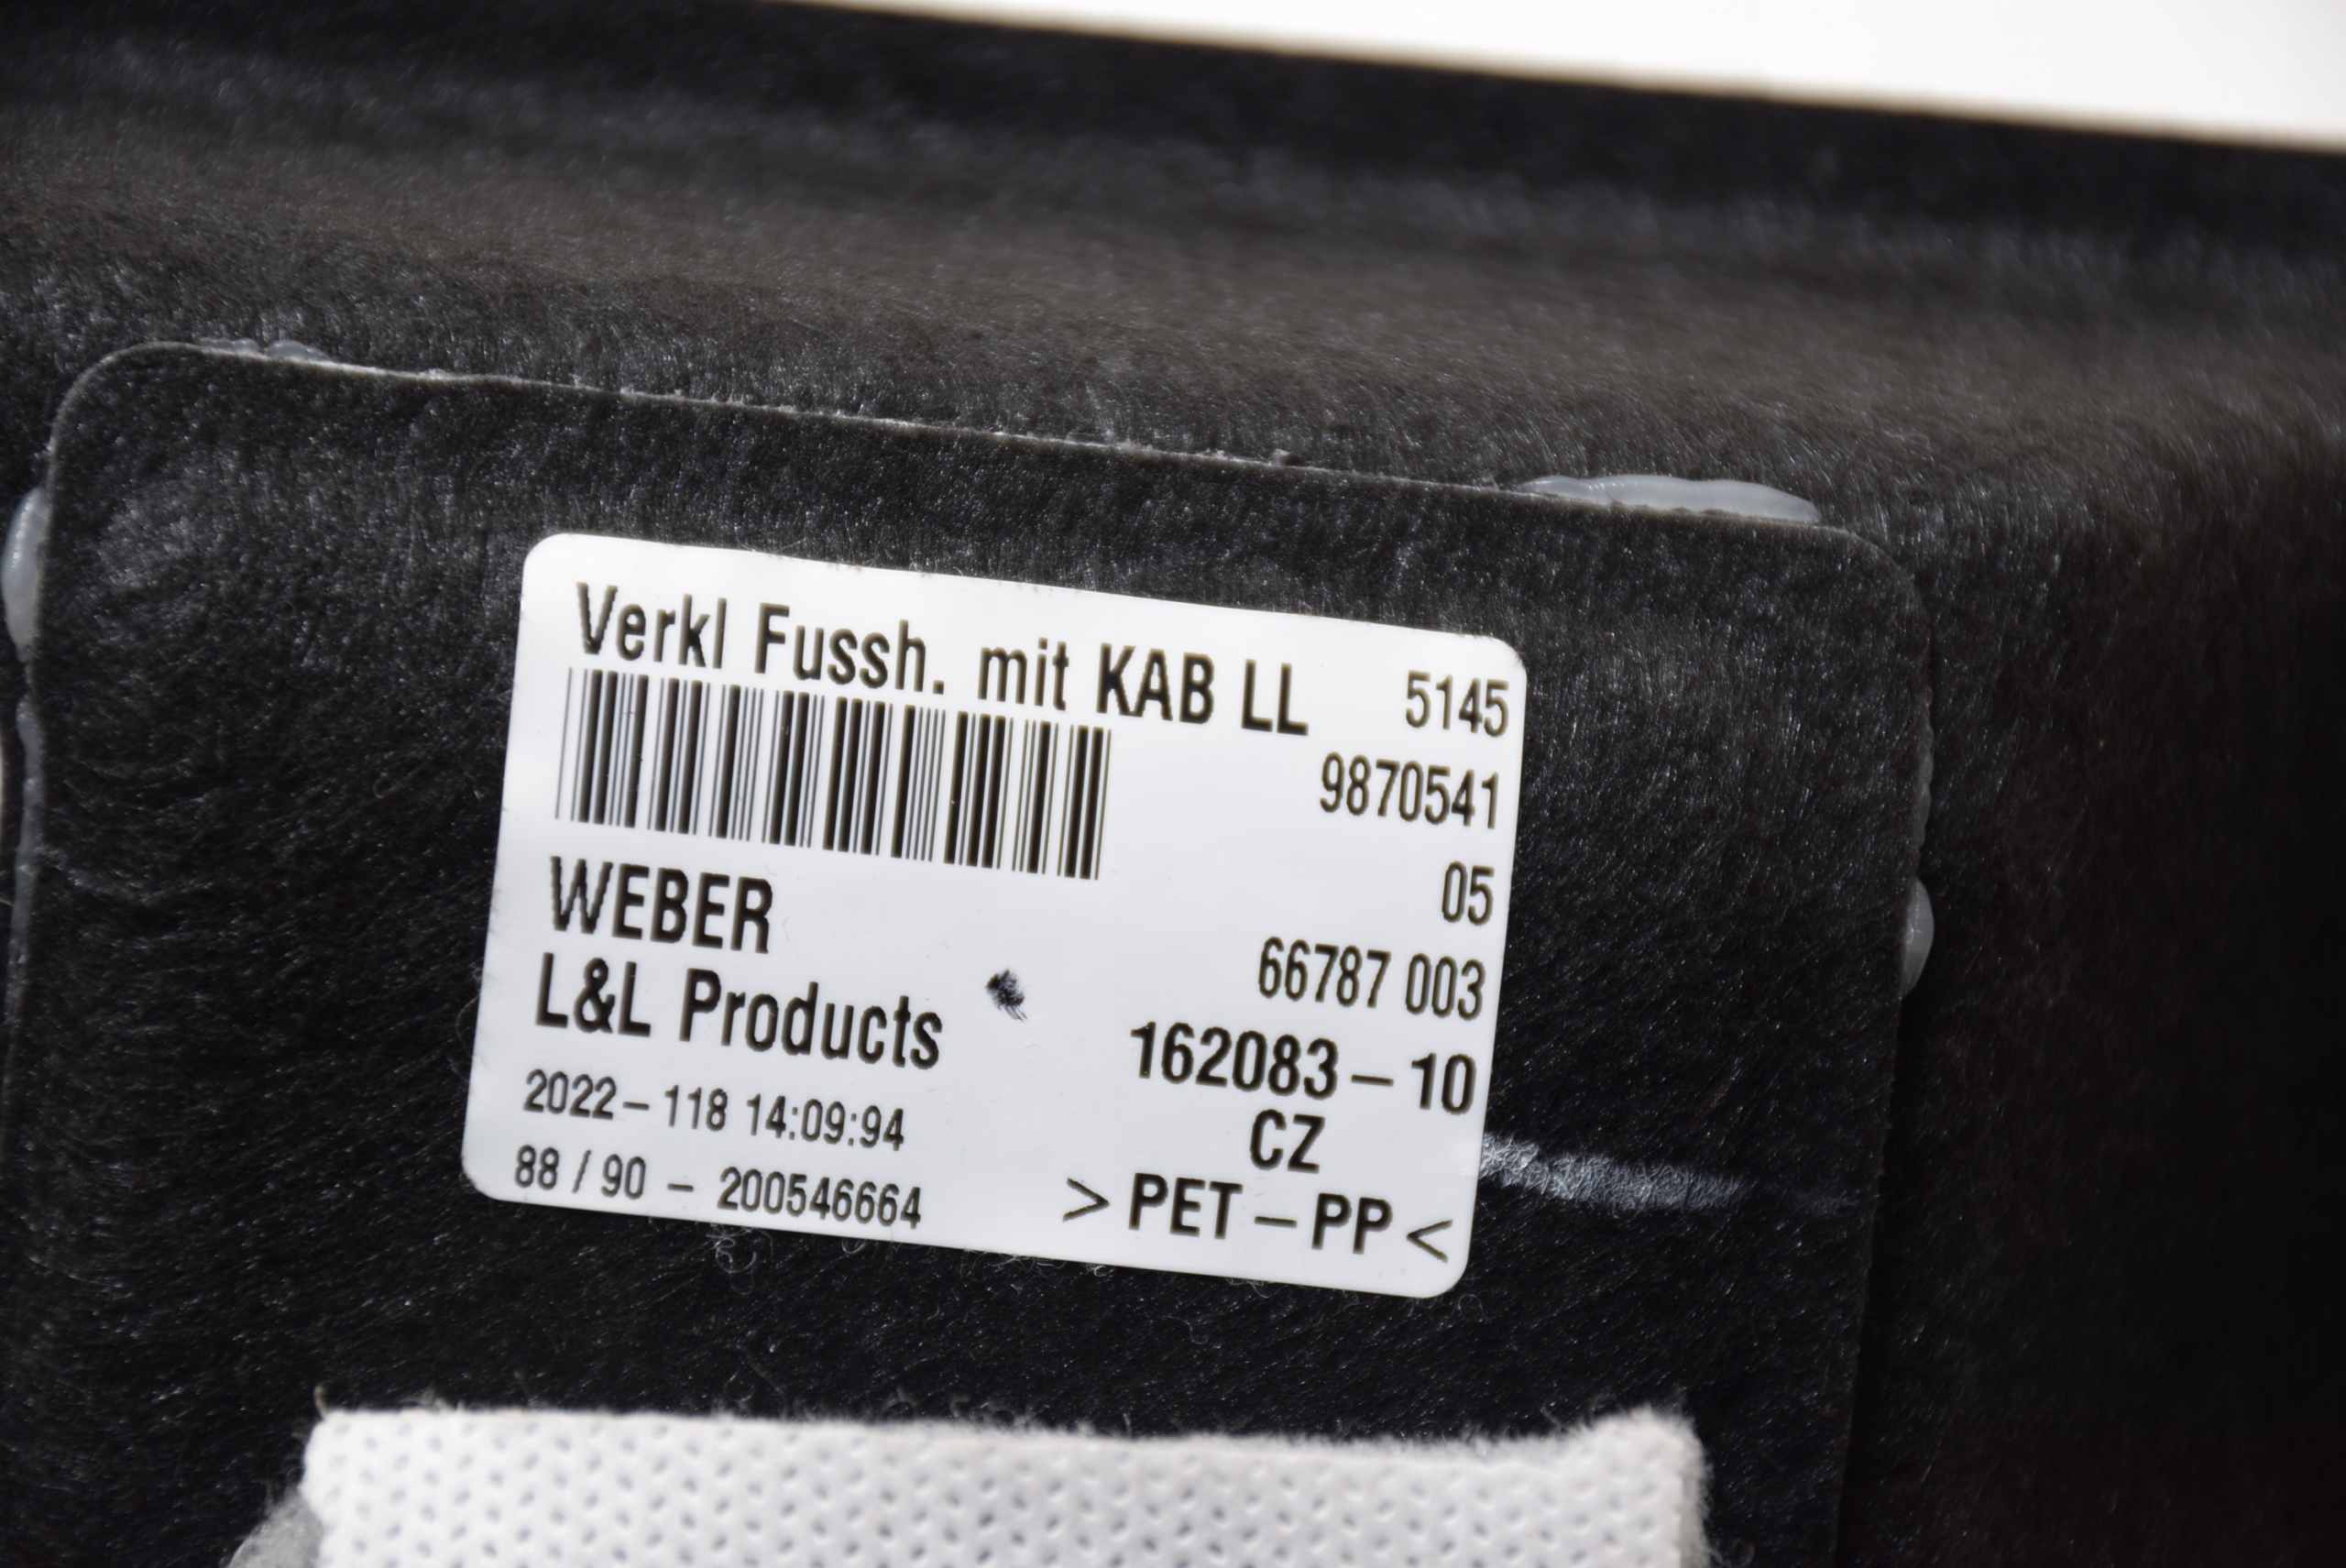 Verkl Fussh. mit KAB LL 5145
9870541
05
WEBER
66787 003
L&L Products
162083-10
2022-118 14:09:94
CZ
88 / 90 - 200546664
> PET-PP <